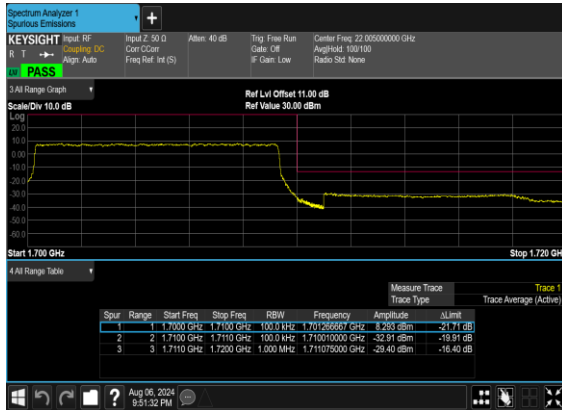 Spectrum Analyzer 1
Spurious Emissions
KEYSIGHT Input: RF Input Z: 50 Ω Atten: 40 dB Trig: Free Run Center Freq: 22.005000000 GHz
R T Coupling: DC Corr CCorr Gate: Off Avg|Hold: 100/100
Align: Auto Freq Ref: Int (S) IF Gain: Low Radio Std: None
PASS
3 All Range Graph Ref Lvl Offset 11.00 dB
Scale/Div 10.0 dB Ref Value 30.00 dBm
Log
20.0
10.0
0.00
-10.0
-20.0
-30.0
-40.0
-50.0
-60.0
Start 1.700 GHz Stop 1.720 GH
4 All Range Table
Measure Trace Trace 1
Trace Type Trace Average (Active)
Spur Range Start Freq Stop Freq RBW Frequency Amplitude ΔLimit
1 1 1.7000 GHz 1.7100 GHz 100.0 kHz 1.701266667 GHz 8.293 dBm -21.71 dB
2 2 1.7100 GHz 1.7110 GHz 100.0 kHz 1.710010000 GHz -32.91 dBm -19.91 dB
3 3 1.7110 GHz 1.7200 GHz 1.000 MHz 1.711075000 GHz -29.40 dBm -16.40 dB
Aug 06, 2024
9:51:32 PM